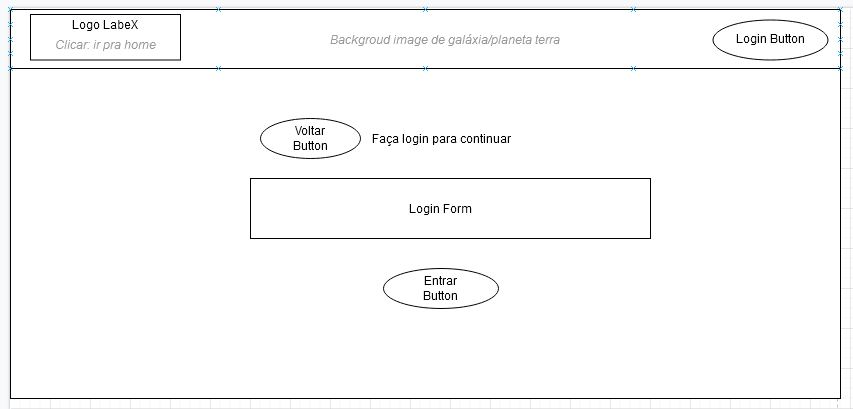 Logo LabeX
Clicar: ir pra home
Backgroud image de galáxia/planeta terra
Login Button
Voltar
Button
Faça login para continuar
Login Form
Entrar
Button